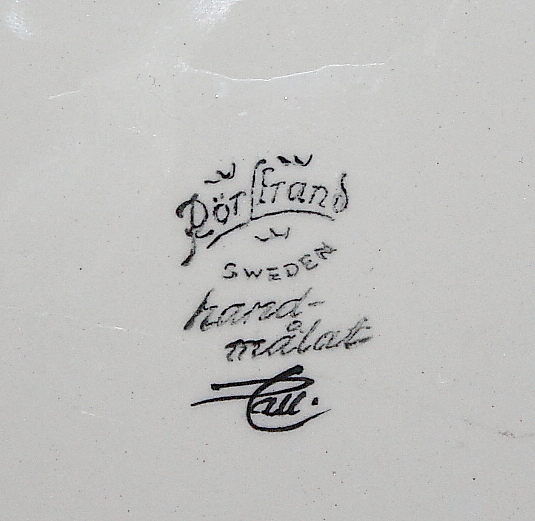 Rörstrand
SWEDEN
hand-
målat